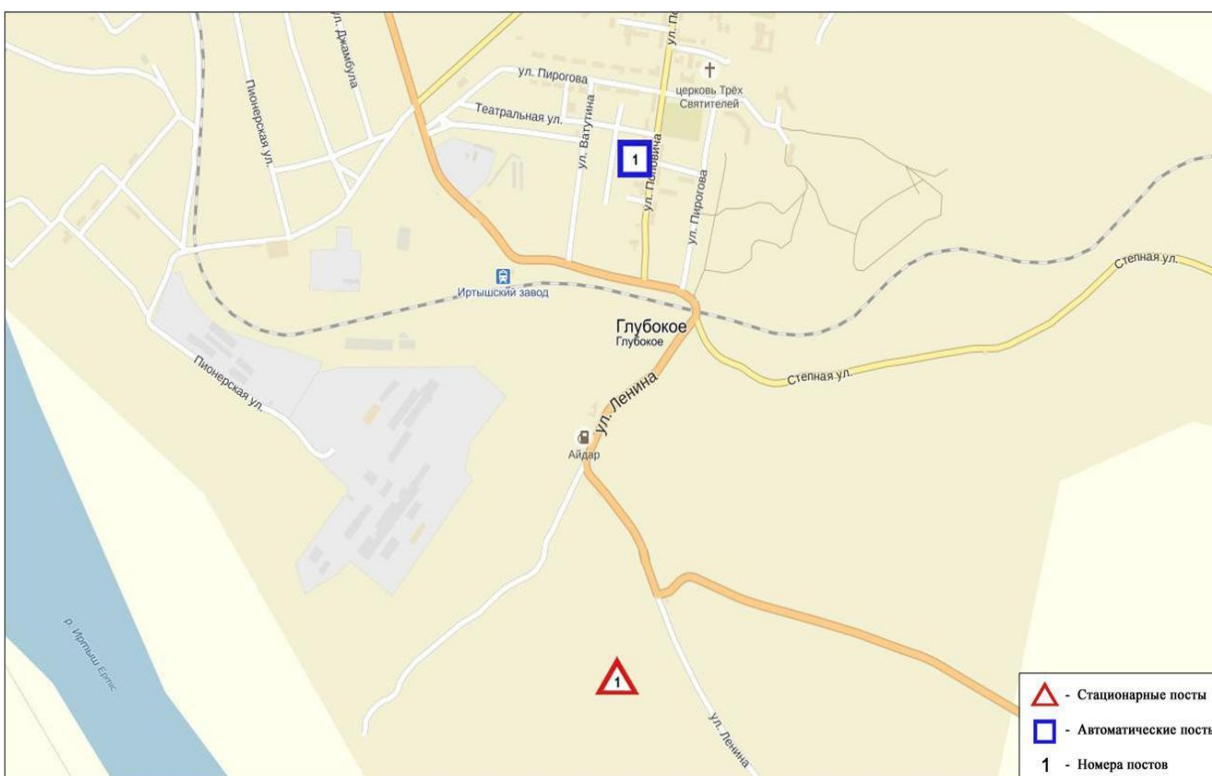 ул. По
ул. Джамбула
Пионерская ул.
ул. Пирогова
церковь Трёх
Святителей
Театральная ул.
ул. Ватутина
1
ул. Поповича
ул. Пирогова
Степная ул.
Иртышский завод
Глубокое
Глубокое
Пионерская ул.
Степная ул.
ул. Ленина
Айдар
р. Иртыш Ертіс
1
ул. Ленина
- Стационарные посты
- Автоматические посты
1 - Номера постов